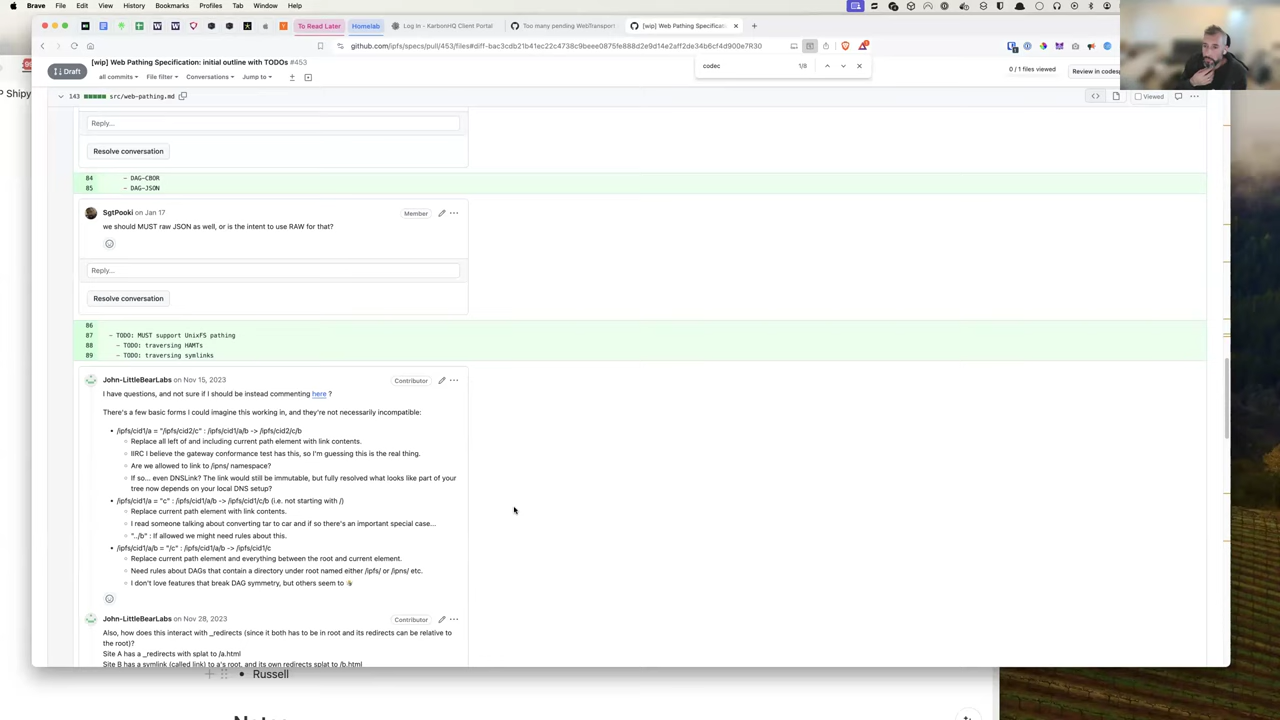 Brave File Edit View History Bookmarks Profiles Tab Window Help
To Read Later Homelab Log In - KartonHQ Client Portal Too many pending WebTransport [wip] Web Pathing Specification:
github.com/ipfs/specs/pull/453/files#diff-bac3cdb21b41ec22c4738c9beee0875fe888d2e9d14e2aff2de34b6cf4d900e7R30
codec 1/8
[wip] Web Pathing Specification: initial outline with TODOs #453
Draft
all commits File filter Conversations Jump to
0 / 1 files viewed
Review in codesp
P Shipy
143 src/web-pathing.md
Viewed
Reply...
Resolve conversation
84 - DAG-CBOR
85 - DAG-JSON
SgtPooki on Jan 17 Member
we should MUST raw JSON as well, or is the intent to use RAW for that?
Reply...
Resolve conversation
86
87 - TODO: MUST support UnixFS pathing
88 - TODO: traversing HAMTs
89 - TODO: traversing symlinks
John-LittleBearLabs on Nov 15, 2023 Contributor
I have questions, and not sure if I should be instead commenting here ?
There's a few basic forms I could imagine this working in, and they're not necessarily incompatible:
• /ipfs/cid1/a = "/ipfs/cid2/c" : /ipfs/cid1/a/b -> /ipfs/cid2/c/b
Replace all left of and including current path element with link contents.
IIRC I believe the gateway conformance test has this, so I'm guessing this is the real thing.
Are we allowed to link to /ipns/ namespace?
If so... even DNSLink? The link would still be immutable, but fully resolved what looks like part of your
tree now depends on your local DNS setup?
• /ipfs/cid1/a = "c" : /ipfs/cid1/a/b -> /ipfs/cid1/c/b (i.e. not starting with /)
Replace current path element with link contents.
I read someone talking about converting tar to car and if so there's an important special case...
"../b" : If allowed we might need rules about this.
• /ipfs/cid1/a/b = "/c" : /ipfs/cid1/a/b -> /ipfs/cid1/c
Replace current path element and everything between the root and current element.
Need rules about DAGs that contain a directory under root named either /ipfs/ or /ipns/ etc.
I don't love features that break DAG symmetry, but others seem to
John-LittleBearLabs on Nov 28, 2023 Contributor
Also, how does this interact with _redirects (since it both has to be in root and its redirects can be relative to
the root)?
Site A has a _redirects with splat to /a.html
Site B has a symlink (called link) to a's root, and its own redirects splat to /b.html
• Russell